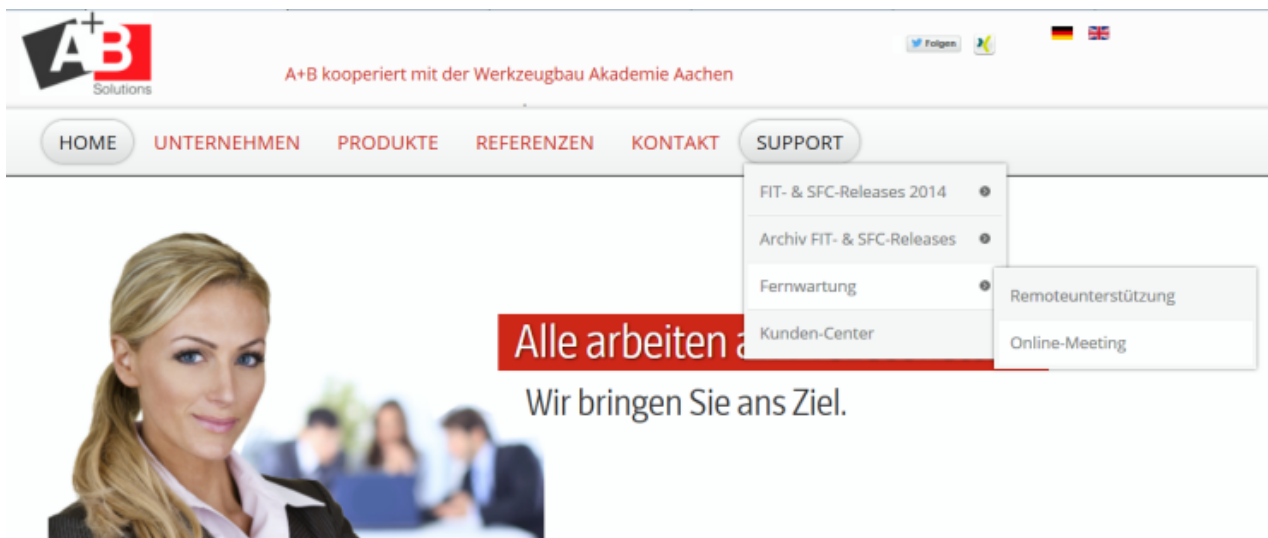 A+B
Solutions
Folgen
A+B kooperiert mit der Werkzeugbau Akademie Aachen
HOME UNTERNEHMEN PRODUKTE REFERENZEN KONTAKT SUPPORT
FIT- & SFC-Releases 2014
Archiv FIT- & SFC-Releases
Fernwartung
Kunden-Center
Remoteunterstützung
Online-Meeting
Alle arbeiten
Wir bringen Sie ans Ziel.